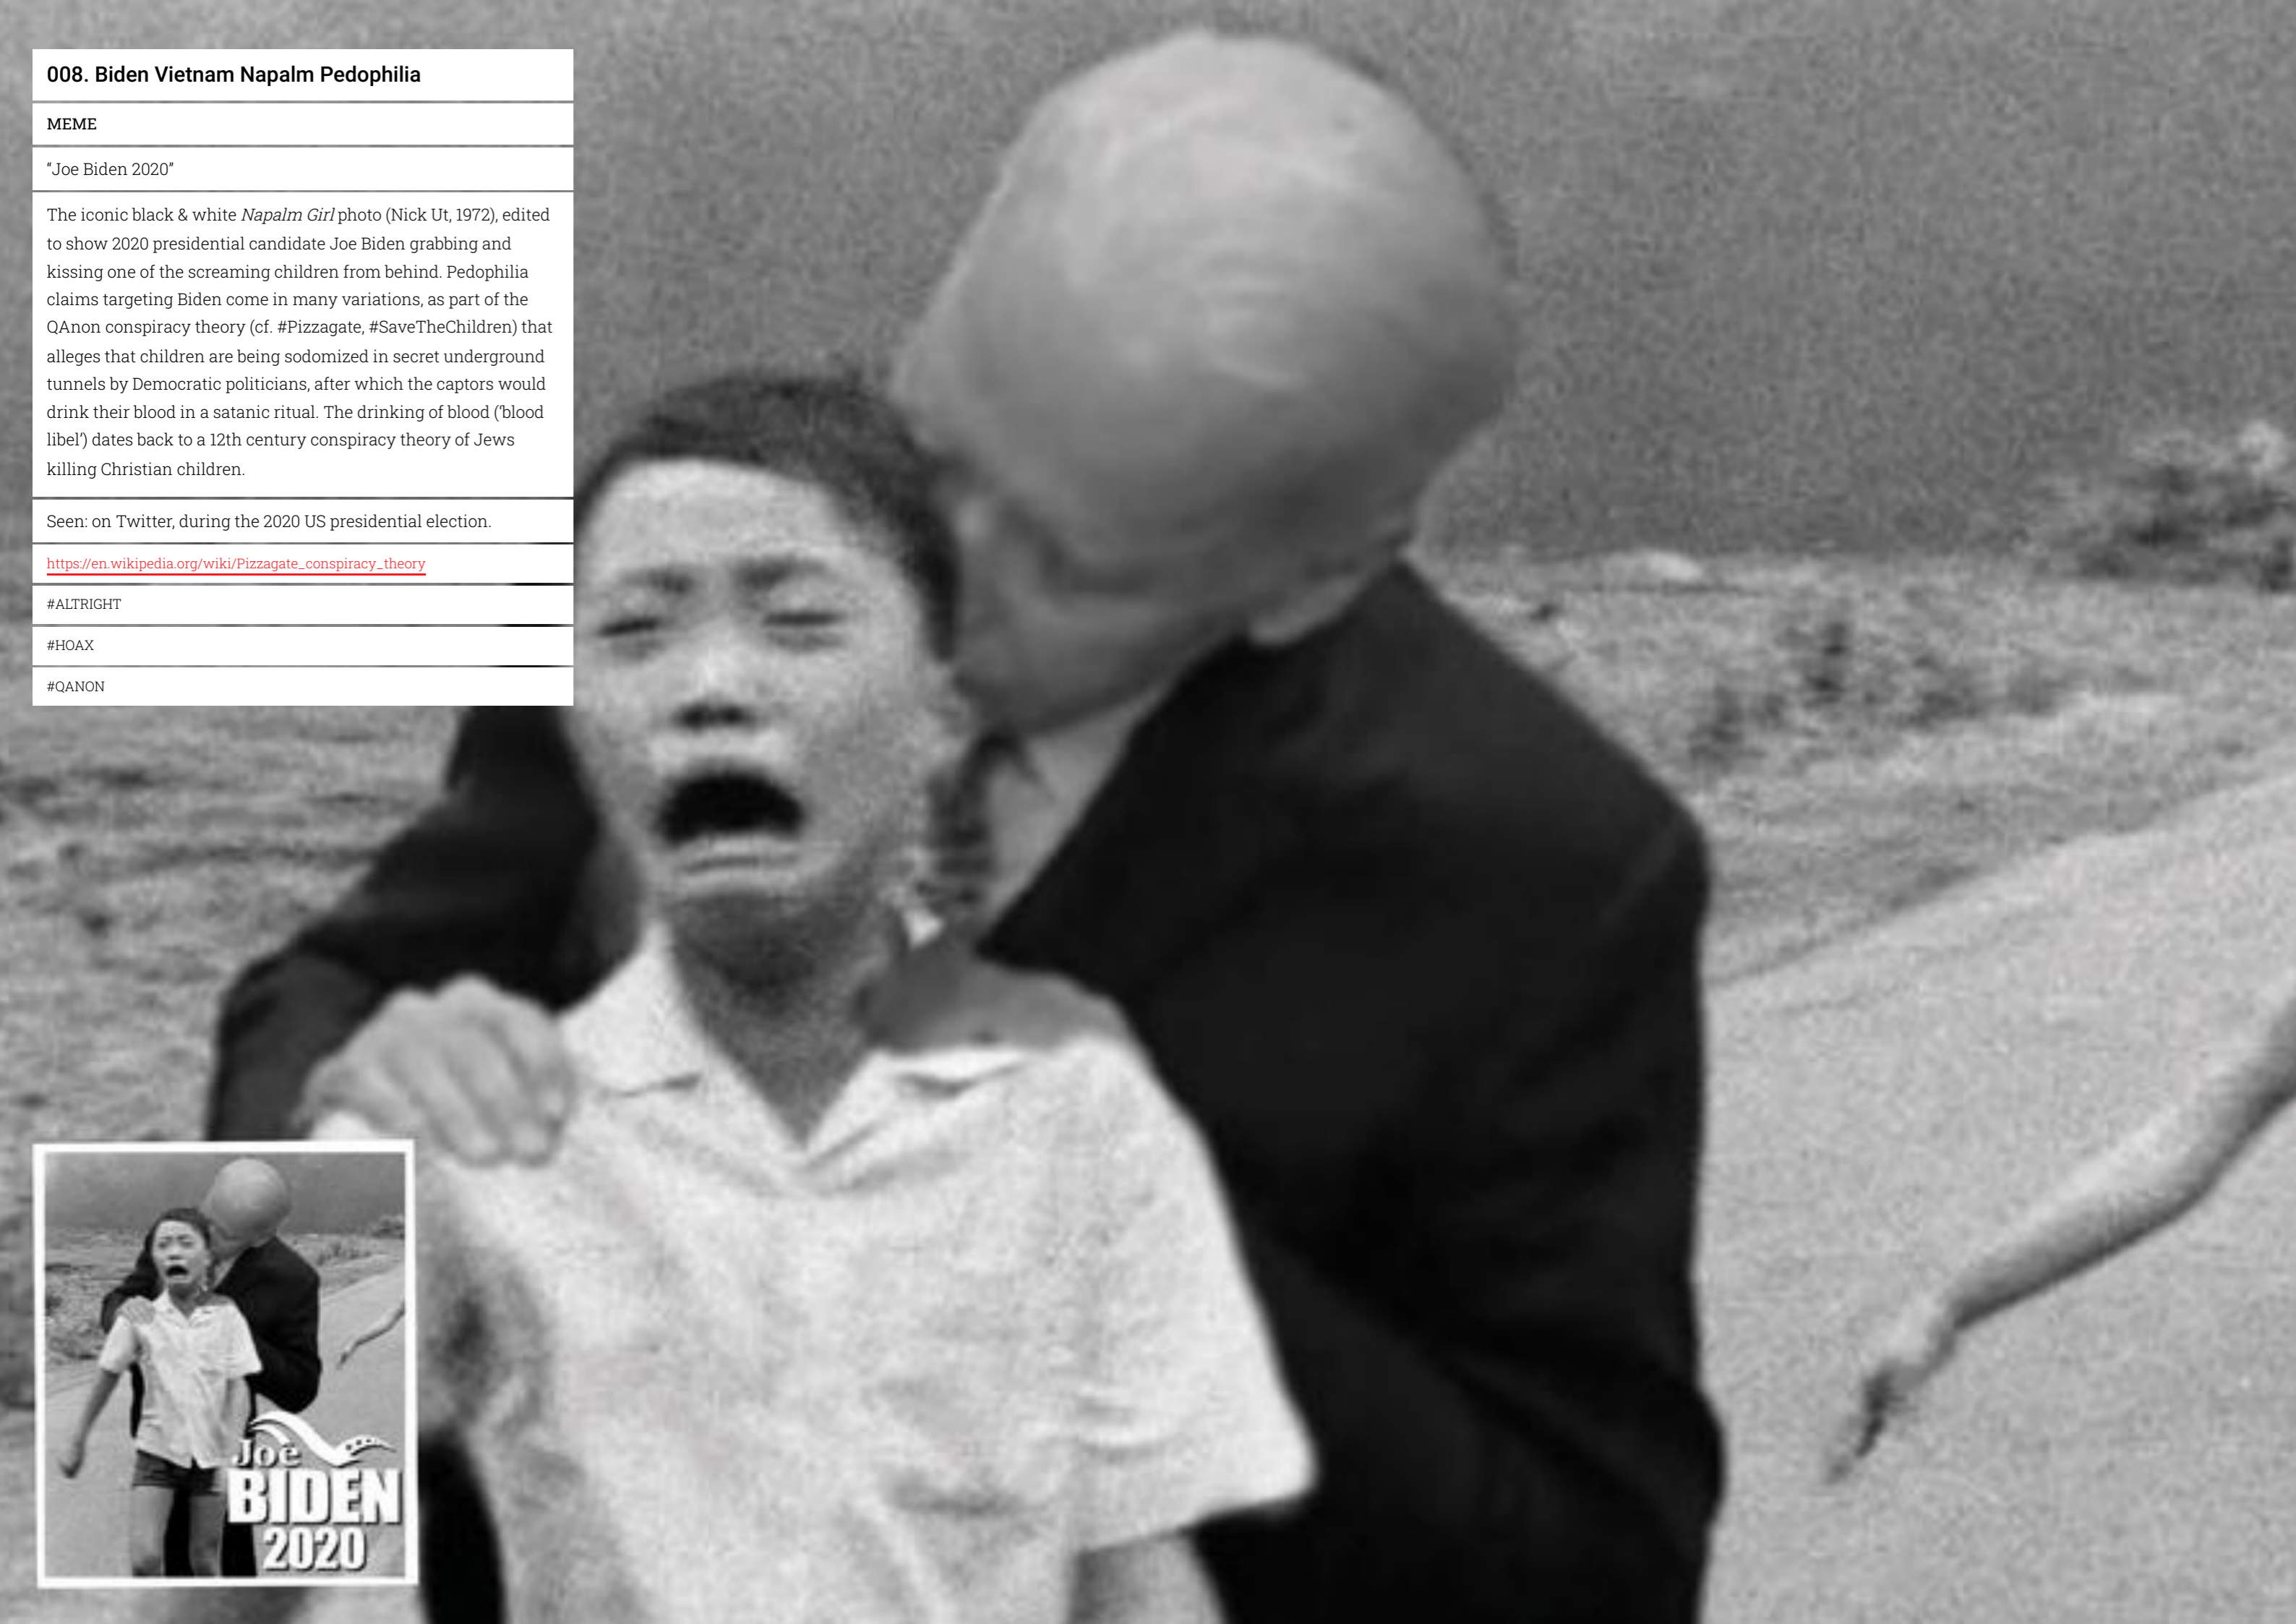 008. Biden Vietnam Napalm Pedophilia
MEME
“Joe Biden 2020”
The iconic black & white Napalm Girl photo (Nick Ut, 1972), edited
to show 2020 presidential candidate Joe Biden grabbing and
kissing one of the screaming children from behind. Pedophilia
claims targeting Biden come in many variations, as part of the
QAnon conspiracy theory (cf. #Pizzagate, #SaveTheChildren) that
alleges that children are being sodomized in secret underground
tunnels by Democratic politicians, after which the captors would
drink their blood in a satanic ritual. The drinking of blood (‘blood
libel’) dates back to a 12th century conspiracy theory of Jews
killing Christian children.
Seen: on Twitter, during the 2020 US presidential election.
https://en.wikipedia.org/wiki/Pizzagate_conspiracy_theory
#ALTRIGHT
#HOAX
#QANON
Joe
BIDEN
2020